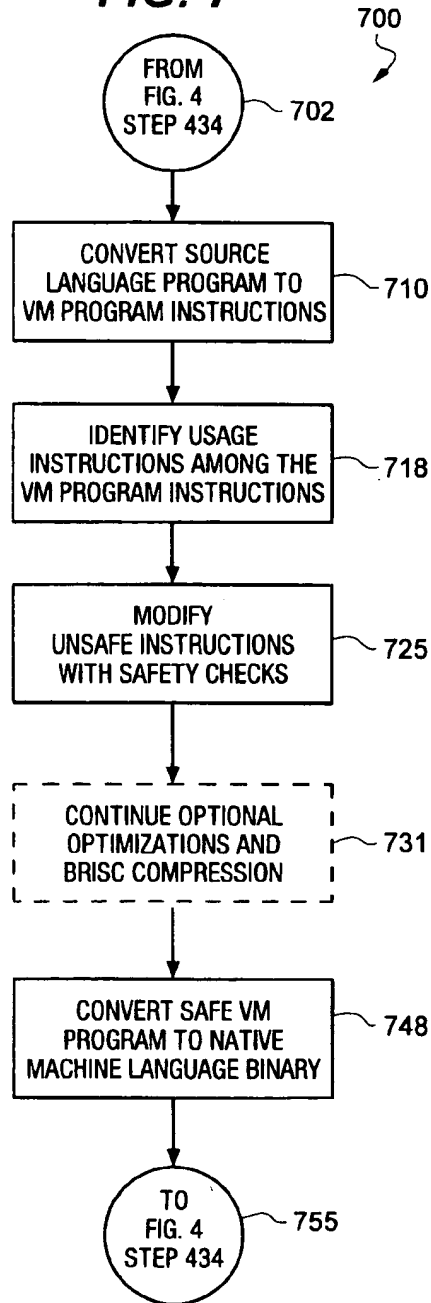 FIG. 7
700
FROM
FIG. 4
STEP 434
702
CONVERT SOURCE
LANGUAGE PROGRAM TO
VM PROGRAM INSTRUCTIONS
710
IDENTIFY USAGE
INSTRUCTIONS AMONG THE
VM PROGRAM INSTRUCTIONS
718
MODIFY
UNSAFE INSTRUCTIONS
WITH SAFETY CHECKS
725
CONTINUE OPTIONAL
OPTIMIZATIONS AND
BRISC COMPRESSION
731
CONVERT SAFE VM
PROGRAM TO NATIVE
MACHINE LANGUAGE BINARY
748
TO
FIG. 4
STEP 434
755